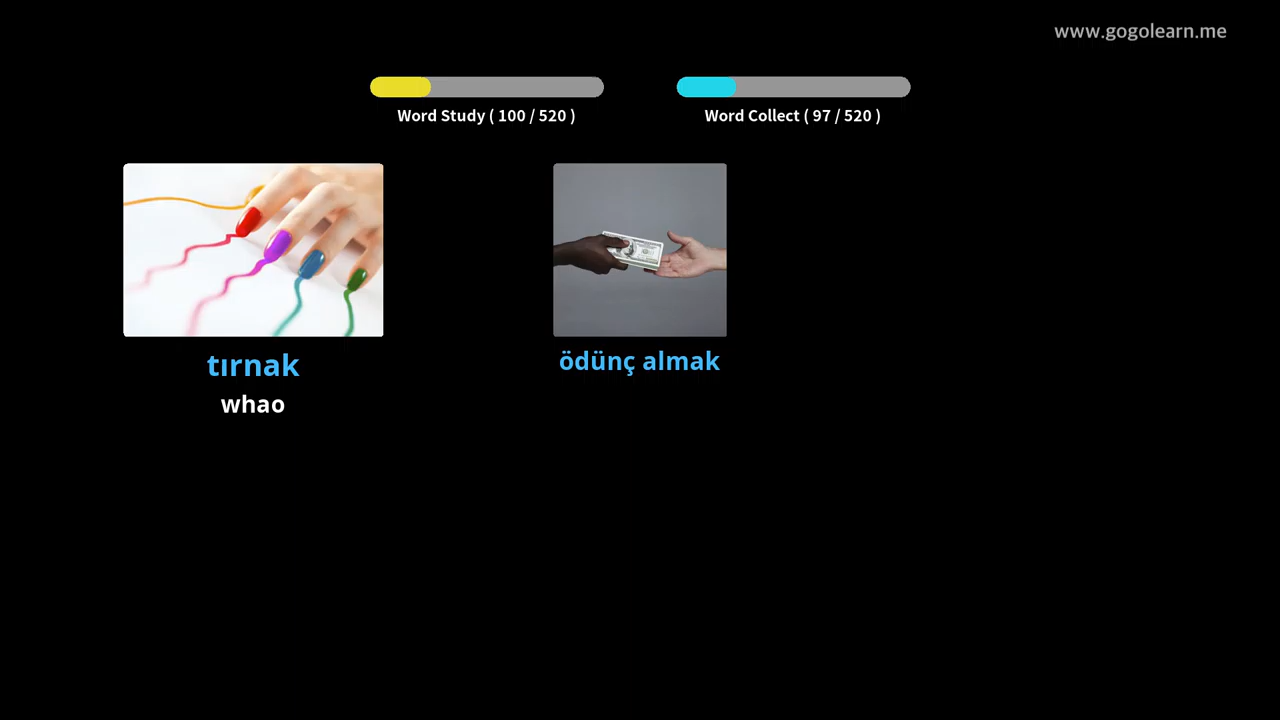 www.gogolearn.me
Word Study ( 100 / 520 )
Word Collect ( 97 / 520 )
tırnak
whao
ödünç almak